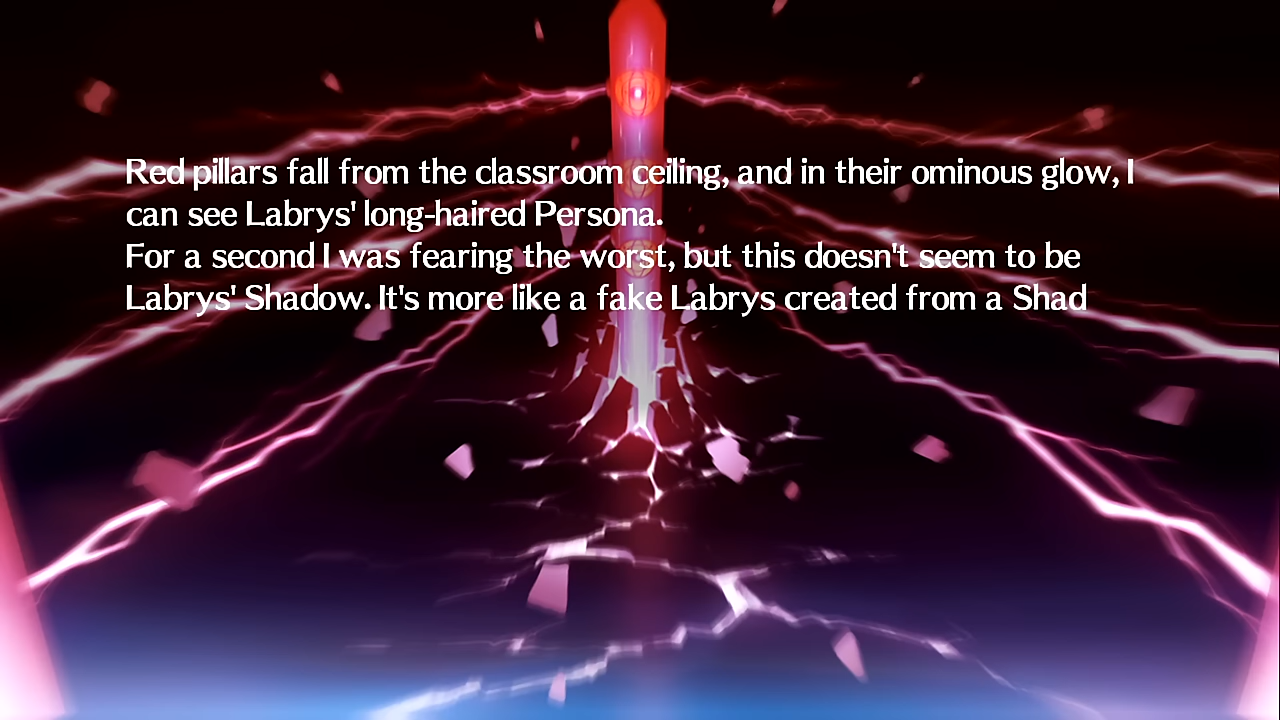 Red pillars fall from the classroom ceiling, and in their ominous glow, I
can see Labrys' long-haired Persona.
For a second I was fearing the worst, but this doesn't seem to be
Labrys' Shadow. It's more like a fake Labrys created from a Shad